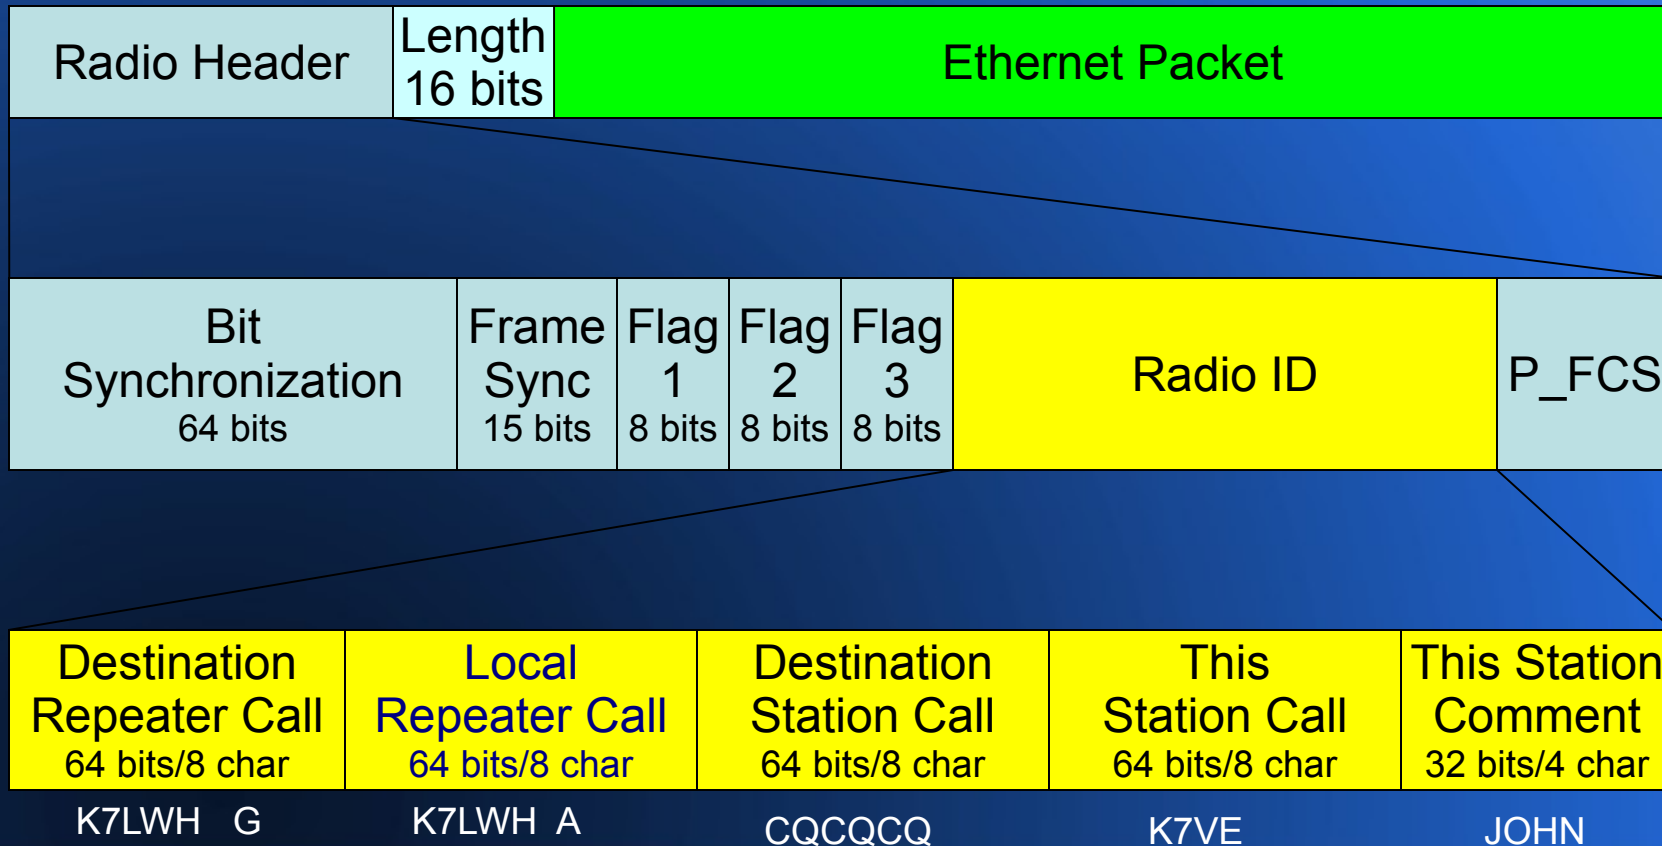 Radio Header
Length
16 bits
Ethernet Packet
Bit
Synchronization
64 bits
Frame
Sync
15 bits
Flag
1
8 bits
Flag
2
8 bits
Flag
3
8 bits
Radio ID
P_FCS
Destination
Repeater Call
64 bits/8 char
Local
Repeater Call
64 bits/8 char
Destination
Station Call
64 bits/8 char
This
Station Call
64 bits/8 char
This Station
Comment
32 bits/4 char
K7LWH G
K7LWH A
CQCQCQ
K7VE
JOHN